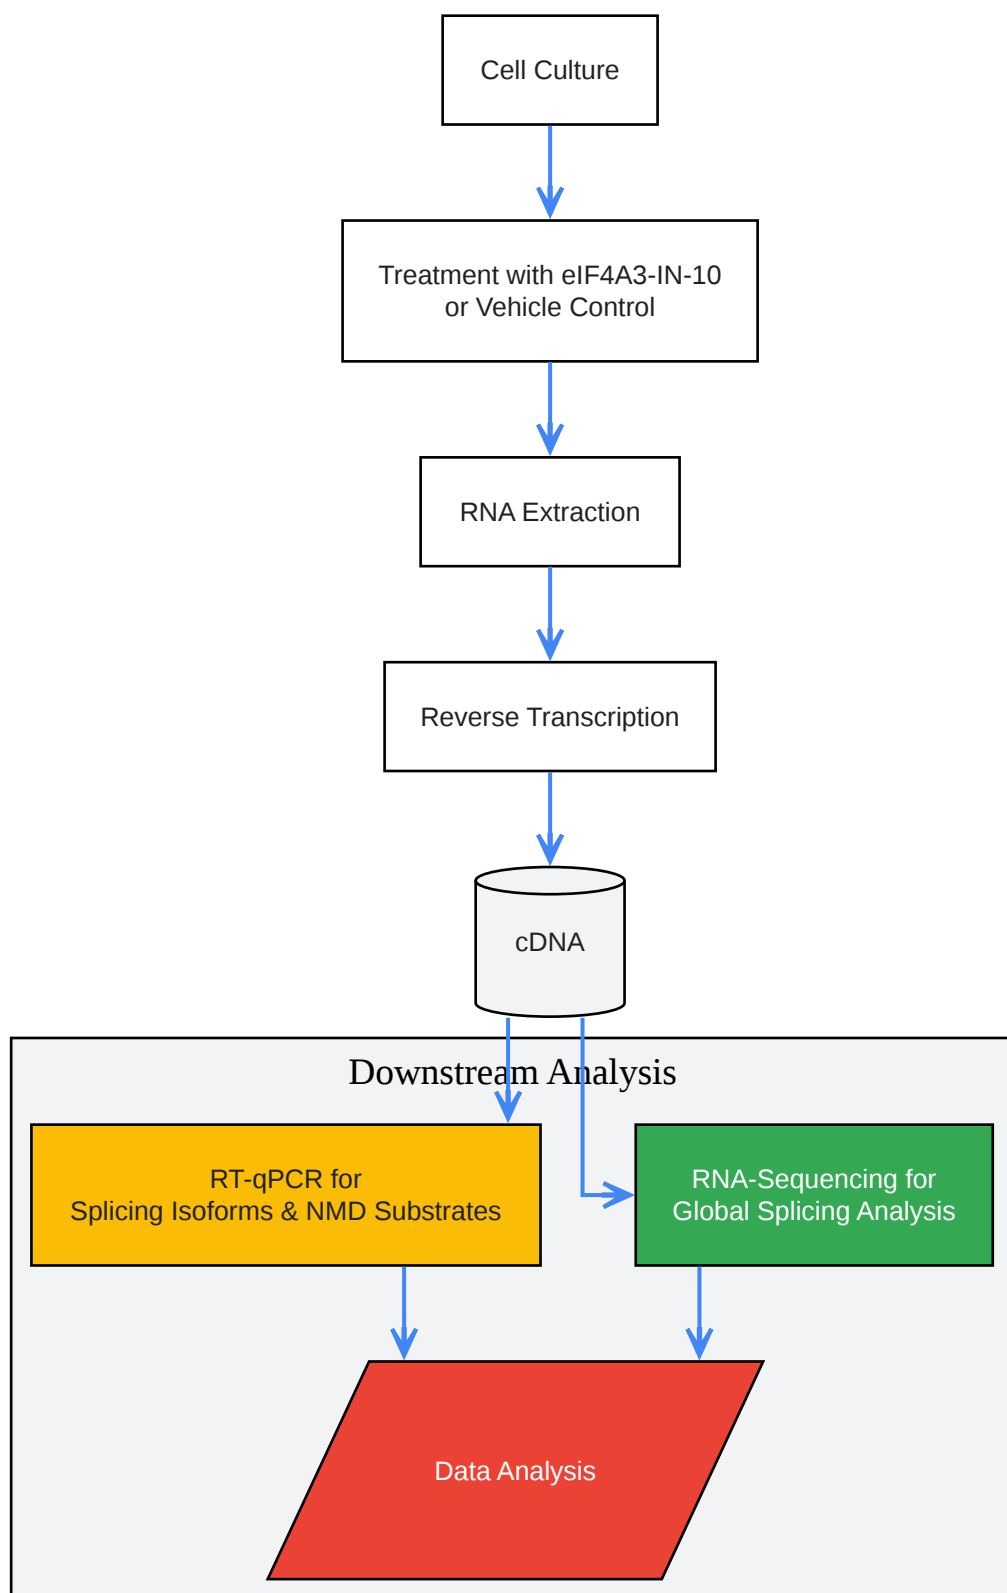 Cell Culture
Treatment with eIF4A3-IN-10
or Vehicle Control
RNA Extraction
Reverse Transcription
cDNA
Downstream Analysis
RT-qPCR for
Splicing Isoforms & NMD Substrates
RNA-Sequencing for
Global Splicing Analysis
Data Analysis